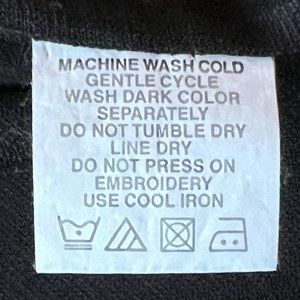 MACHINE WASH COLD
GENTLE CYCLE
WASH DARK COLOR
SEPARATELY
DO NOT TUMBLE DRY
LINE DRY
DO NOT PRESS ON
EMBROIDERY
USE COOL IRON